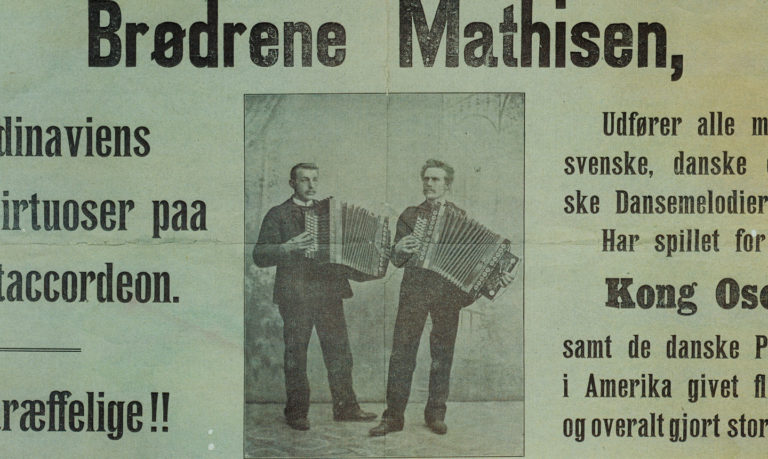 Brødrene Mathisen,
dinaviens
irtuoser paa
taccordeon.
ræffelige!!
Udfører alle m
svenske, danske
ske Dansemelodier
Har spillet for
Kong Osc
samt de danske P
i Amerika givet fl
og overalt gjort stor